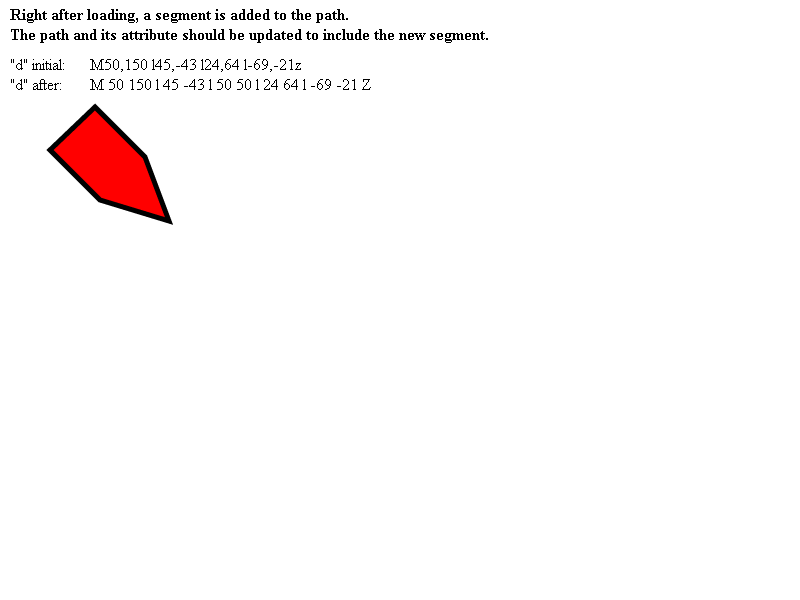 Right after loading, a segment is added to the path.
The path and its attribute should be updated to include the new segment.
"d" initial: M50,150 l45,-43 l24,64 l-69,-21z
"d" after: M 50 150 l 45 -43 l 50 50 l 24 64 l -69 -21 Z